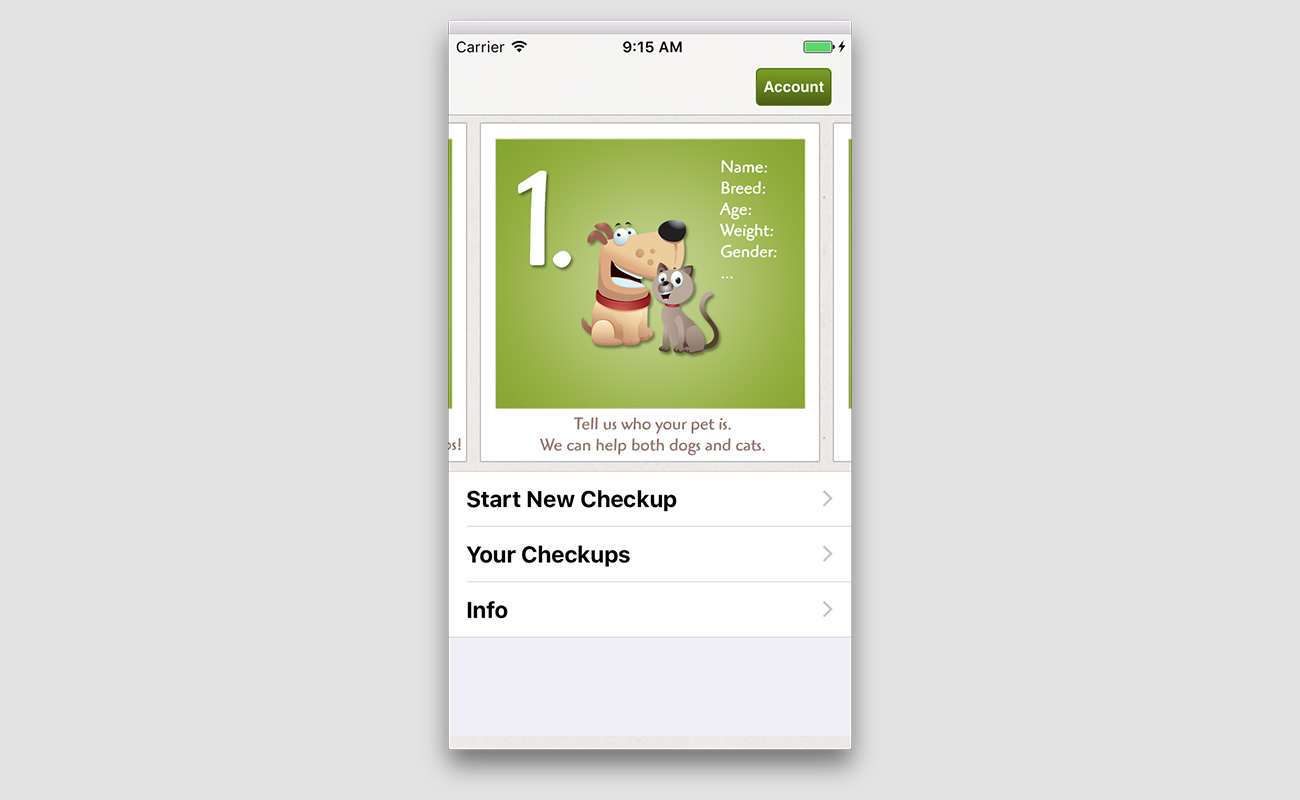 Carrier 9:15 AM
Account
1.
Name:
Breed:
Age:
Weight:
Gender:
...
Tell us who your pet is.
We can help both dogs and cats.
Start New Checkup
Your Checkups
Info